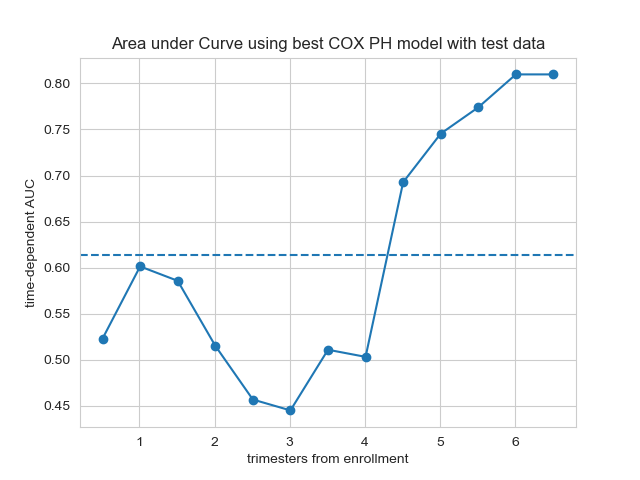 Area under Curve using best COX PH model with test data
0.80
0.75
0.70
0.65
0.60
0.55
0.50
0.45
time-dependent AUC
1 2 3 4 5 6
trimesters from enrollment